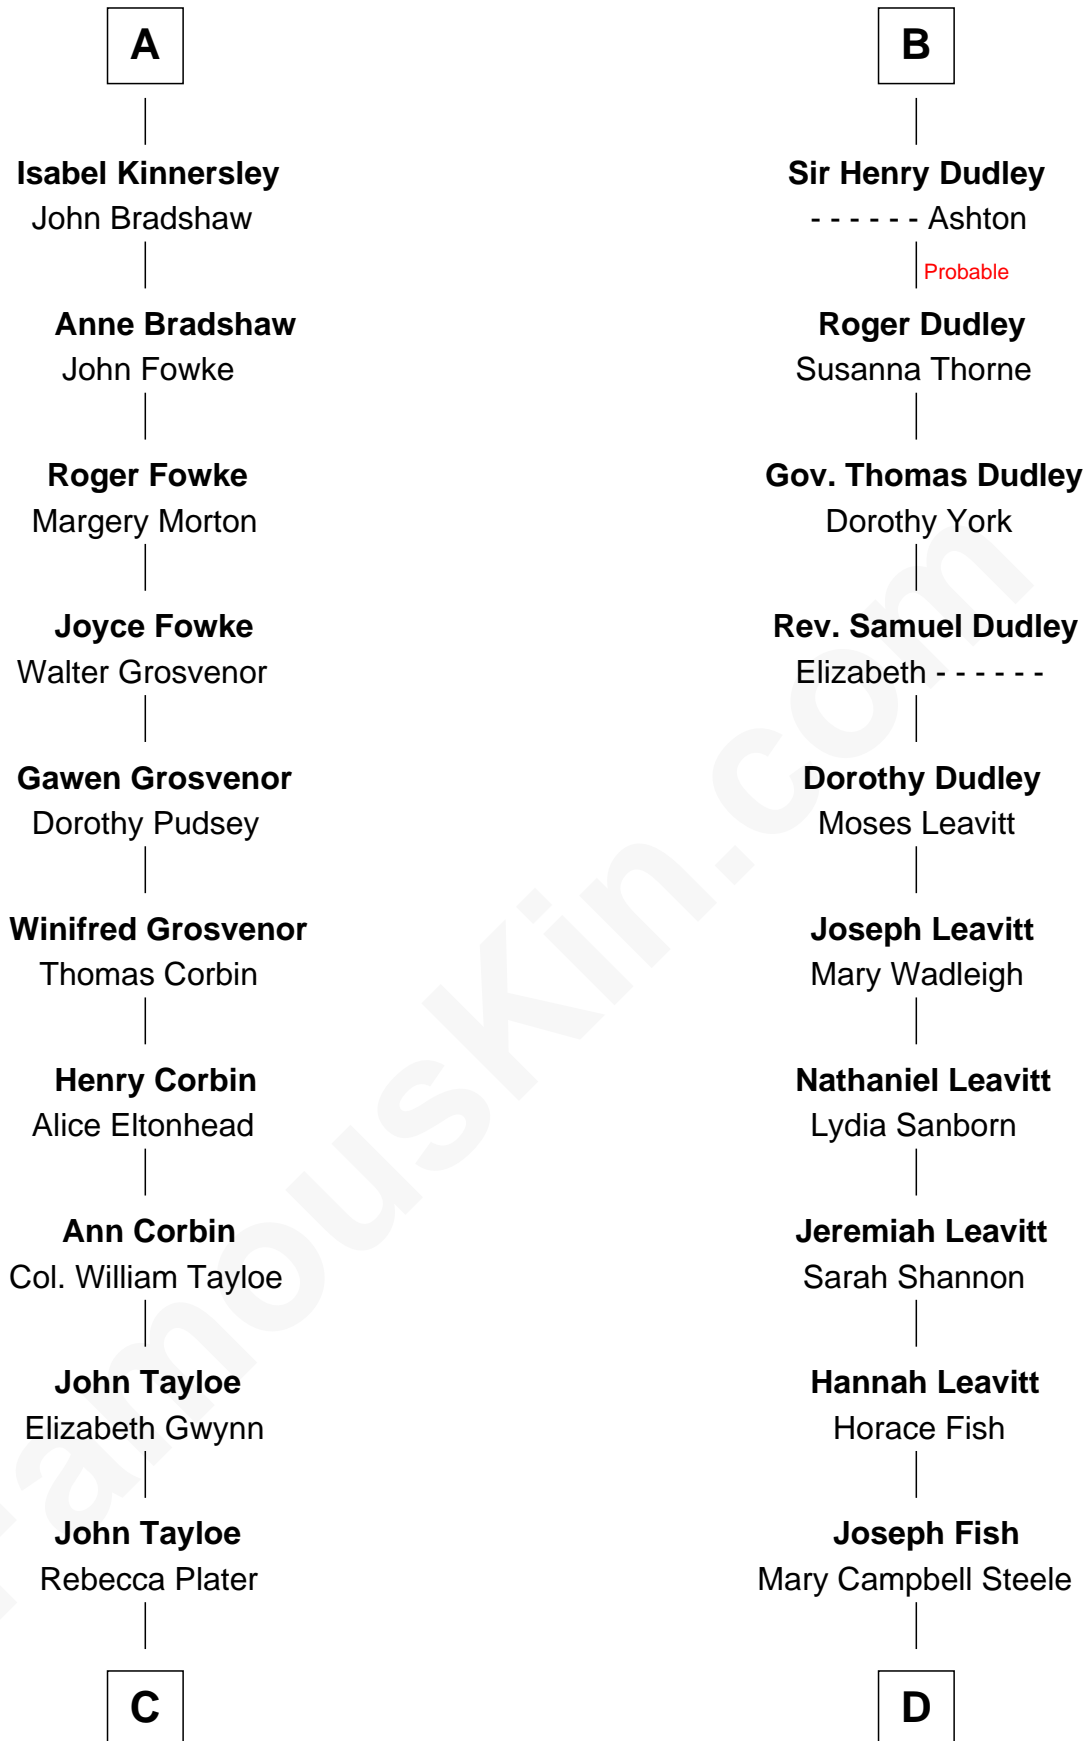 A
Isabel Kinnersley
John Bradshaw
Anne Bradshaw
John Fowke
Roger Fowke
Margery Morton
Joyce Fowke
Walter Grosvenor
Gawen Grosvenor
Dorothy Pudsey
Winifred Grosvenor
Thomas Corbin
Henry Corbin
Alice Eltonhead
Ann Corbin
Col. William Tayloe
John Tayloe
Elizabeth Gwynn
John Tayloe
Rebecca Plater
C
B
Sir Henry Dudley
- - - - - - Ashton
Probable
Roger Dudley
Susanna Thorne
Gov. Thomas Dudley
Dorothy York
Rev. Samuel Dudley
Elizabeth - - - - - -
Dorothy Dudley
Moses Leavitt
Joseph Leavitt
Mary Wadleigh
Nathaniel Leavitt
Lydia Sanborn
Jeremiah Leavitt
Sarah Shannon
Hannah Leavitt
Horace Fish
Joseph Fish
Mary Campbell Steele
D
FamousKin.com